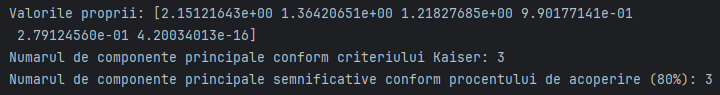 Valorile proprii: [2.15121643e+00 1.36420651e+00 1.21827685e+00 9.90177141e-01
 2.79124560e-01 4.20034013e-16]
Numarul de componente principale conform criteriului Kaiser: 3
Numarul de componente principale semnificative conform procentului de acoperire (80%): 3